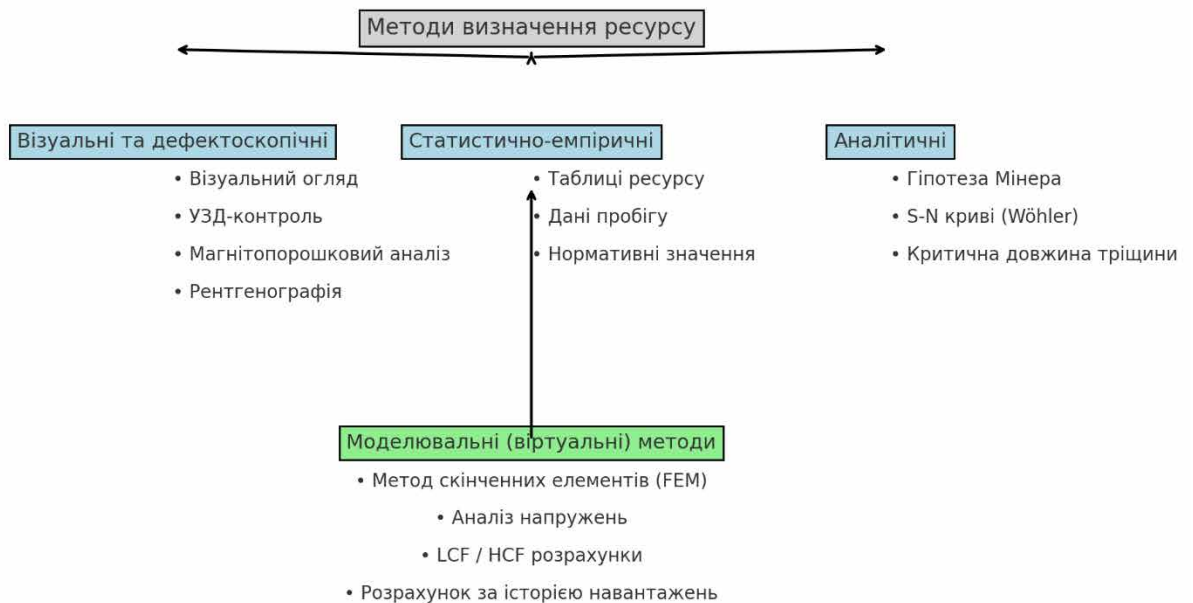 Методи визначення ресурсу
Візуальні та дефектоскопічні
• Візуальний огляд
• УЗД-контроль
• Магнітопорошковий аналіз
• Рентгенографія
Статистично-емпіричні
• Таблиці ресурсу
• Дані пробігу
• Нормативні значення
Аналітичні
• Гіпотеза Мінера
• S-N криві (Wöhler)
• Критична довжина тріщини
Моделювальні (віртуальні) методи
• Метод скінченних елементів (FEM)
• Аналіз напружень
• LCF / HCF розрахунки
• Розрахунок за історією навантажень